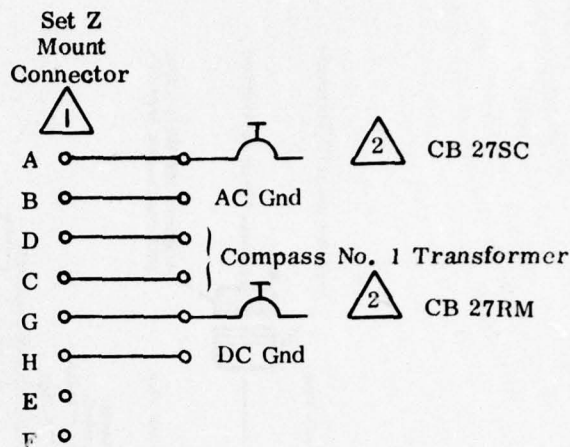 Set Z
Mount
Connector
1
A 2 CB 27SC
B AC Gnd
D
Compass No. 1 Transformer
C
G 2 CB 27RM
H DC Gnd
E
F